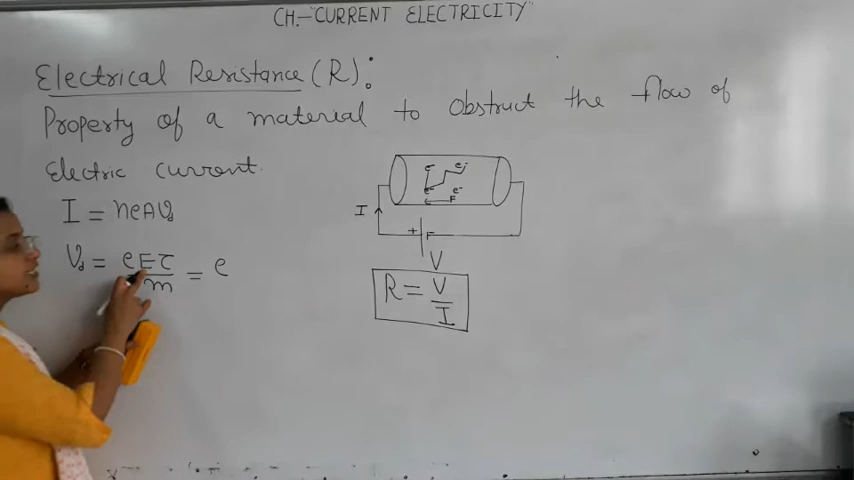 CH.-"CURRENT ELECTRICITY"
Electrical Resistance (R):
Property of a material to obstruct the flow of
Electric current.
I = neAVd
Vd = eEτ/m = e
e- e-
e- e-
E
I
+
V
R = V/I